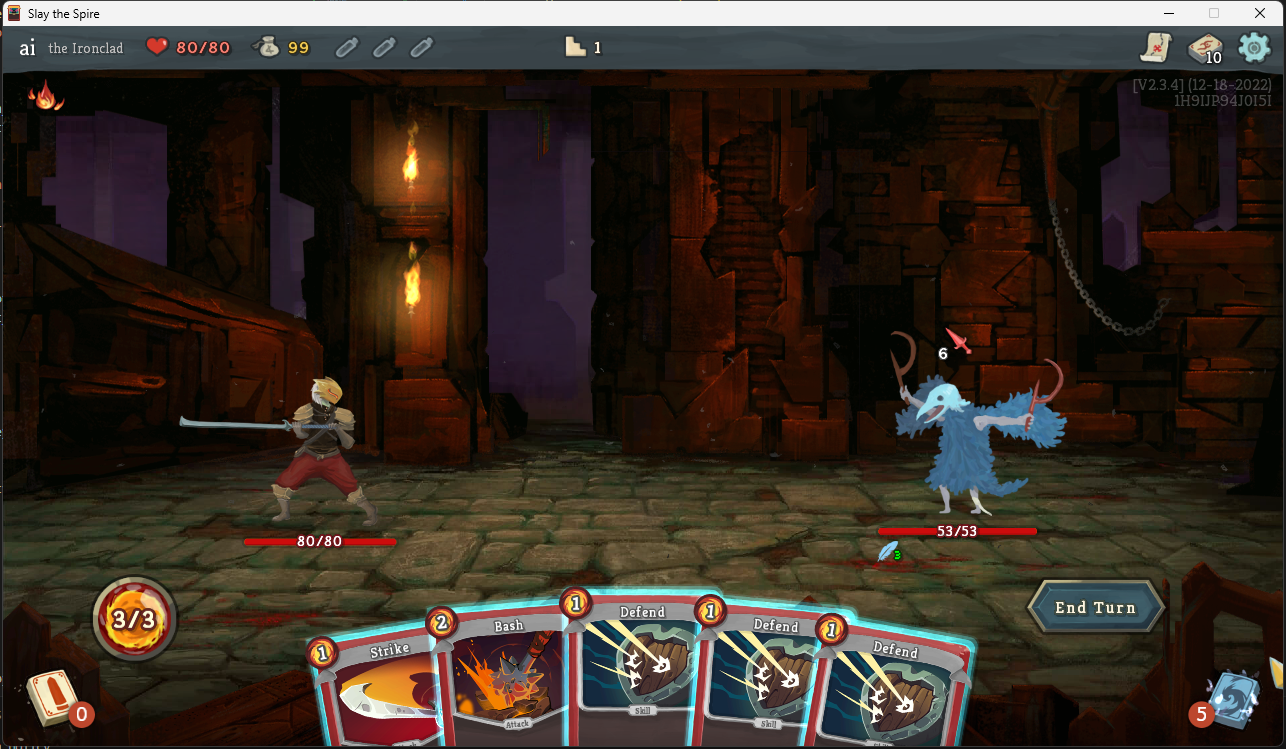 Slay the Spire
ai the Ironclad 80/80 99 1 10
[V2.3.4] (12-18-2022)
1H9IJP94J0I5I
6
80/80
53/53
3
3/3
End Turn
1 Strike
2 Bash
Attack
1 Defend
Skill
1 Defend
Skill
1 Defend
0
5